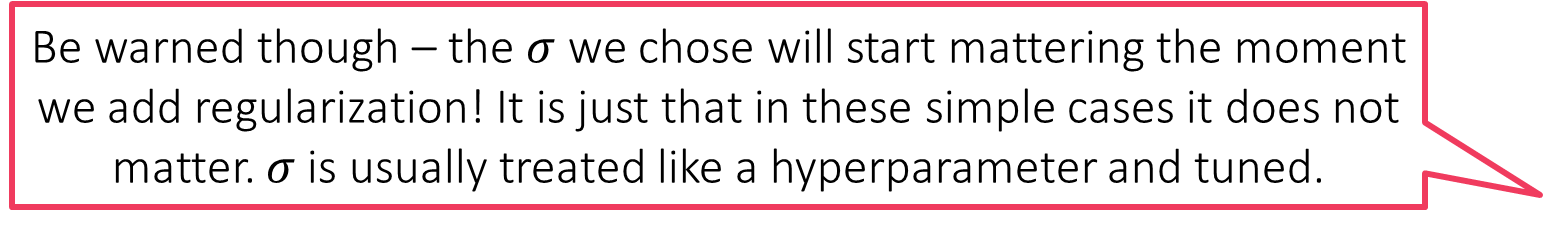 Be warned though – the σ we chose will start mattering the moment
we add regularization! It is just that in these simple cases it does not
matter. σ is usually treated like a hyperparameter and tuned.